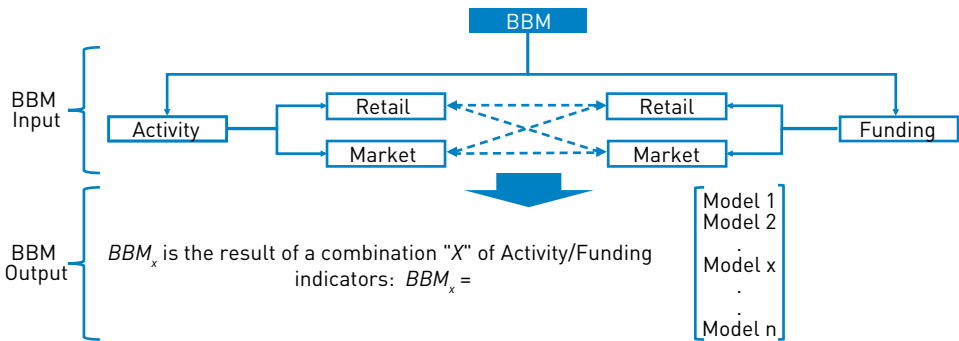 BBM
BBM
Input
Activity
Retail
Market
Retail
Market
Funding
BBM
Output
BBMₓ is the result of a combination "X" of Activity/Funding
indicators: BBMₓ =
Model 1
Model 2
.
Model x
.
.
Model n